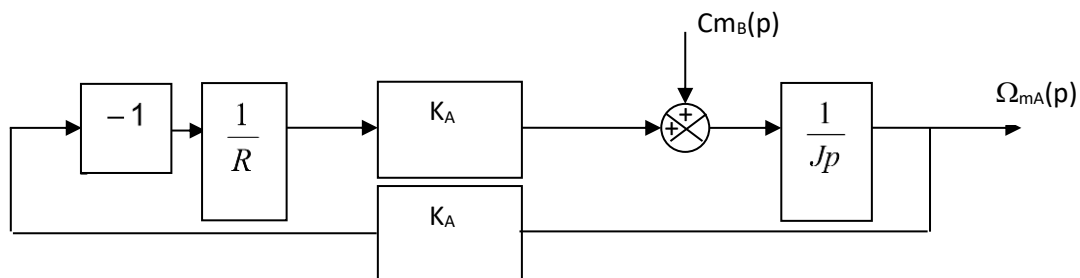 Cm_B(p)
– 1
1
R
K_A
+
+
1
Jp
Ω_mA(p)
K_A